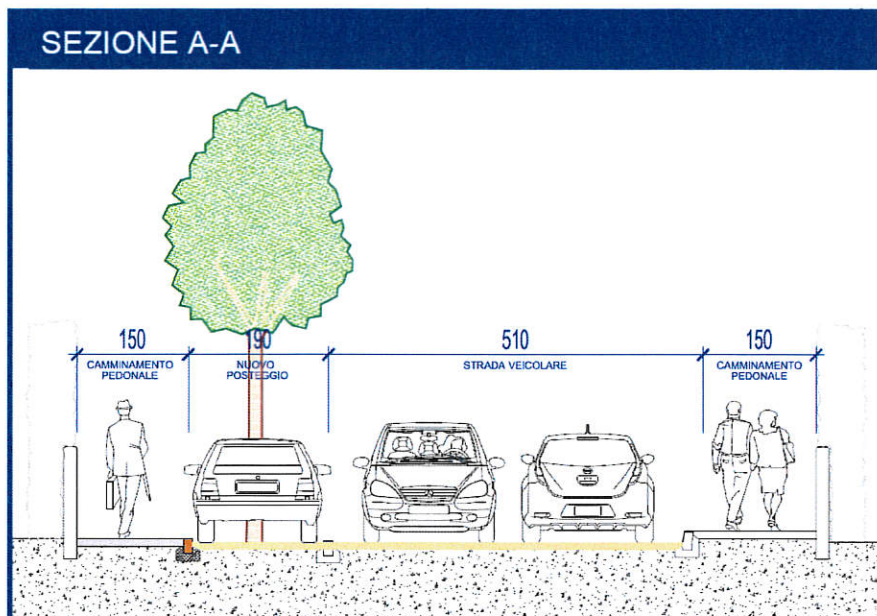 SEZIONE A-A
150
190
510
150
CAMMINAMENTO
PEDONALE
NUOVO
POSTEGGIO
STRADA VEICOLARE
CAMMINAMENTO
PEDONALE